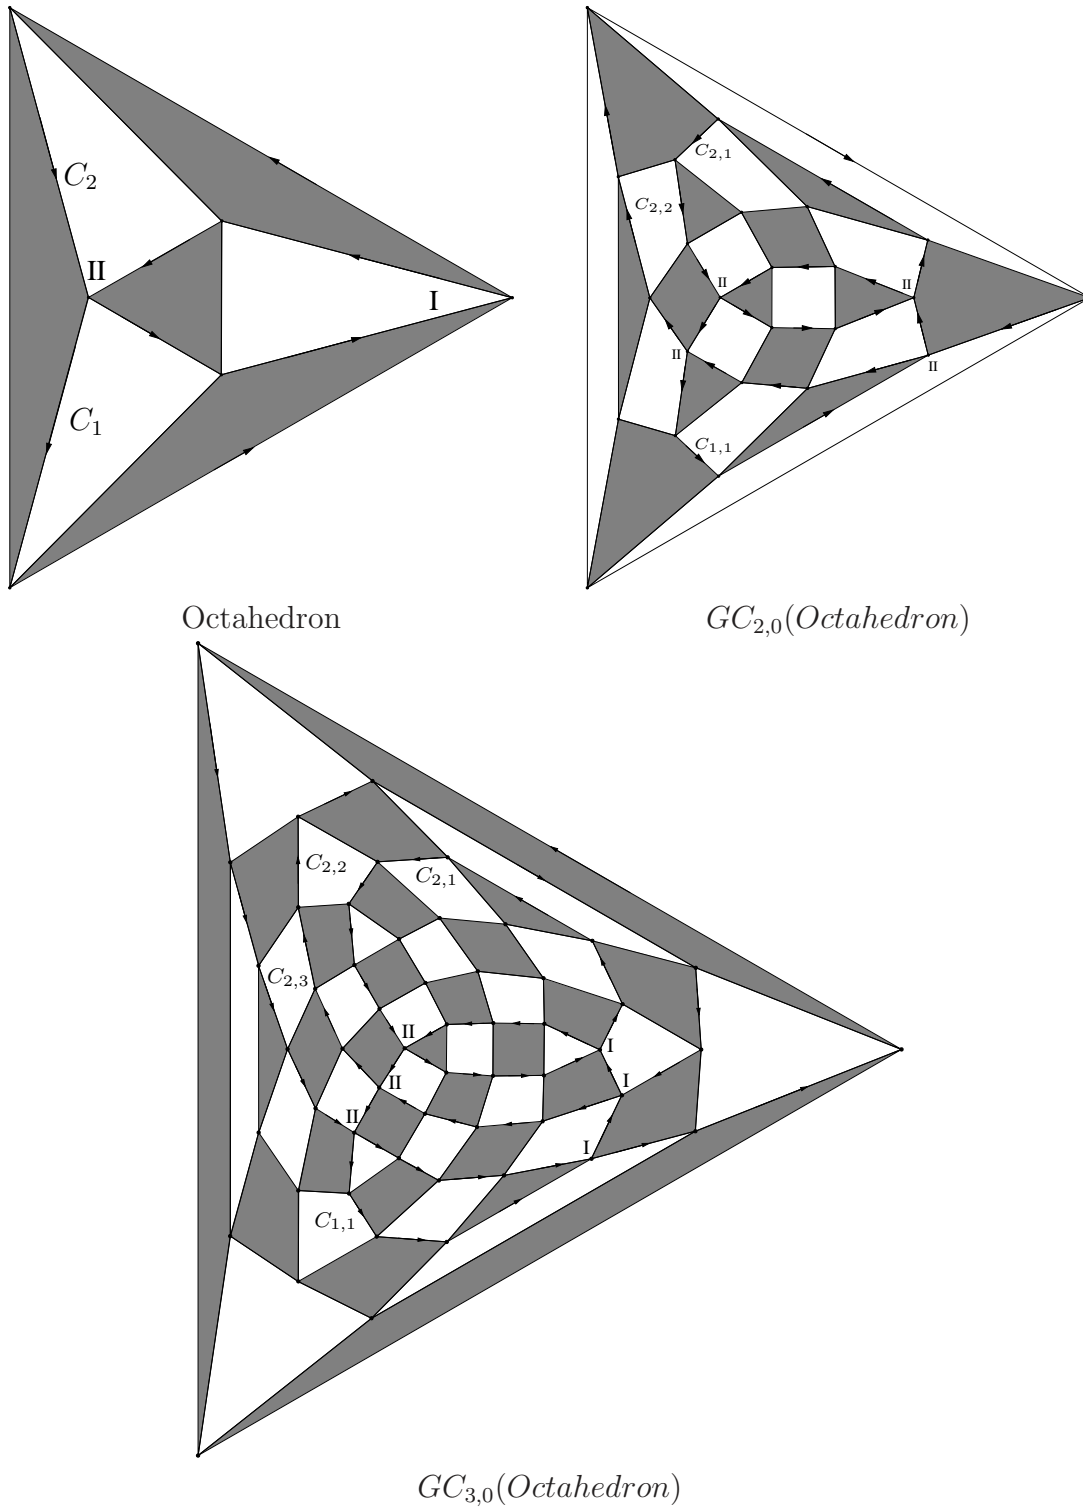 C₂
II
I
C₁
Octahedron
C₂,₁
C₂,₂
II
II
II
II
C₁,₁
GC₂,₀(Octahedron)
C₂,₂
C₂,₁
C₂,₃
II
I
II
I
II
I
C₁,₁
GC₃,₀(Octahedron)